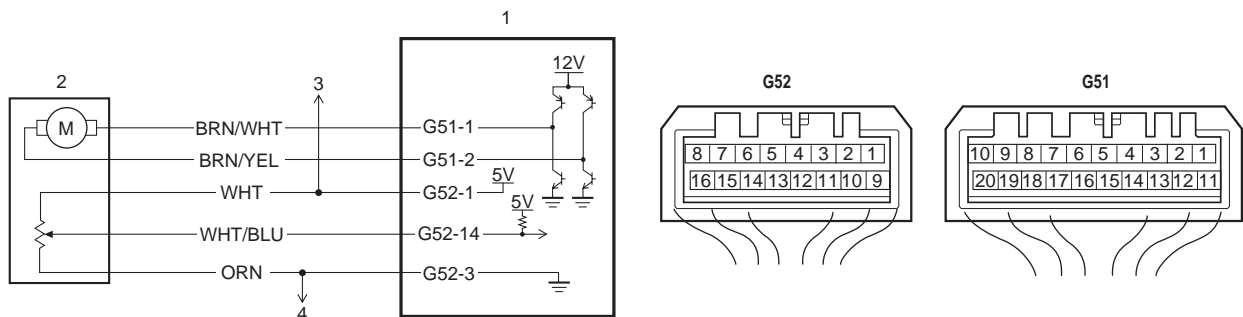 1
2
3
12V
G52
G51
M
BRN/WHT
G51-1
BRN/YEL
G51-2
WHT
G52-1
5V
5V
WHT/BLU
G52-14
ORN
G52-3
4
8 7 6 5 4 3 2 1
16 15 14 13 12 11 10 9
10 9 8 7 6 5 4 3 2 1
20 19 18 17 16 15 14 13 12 11